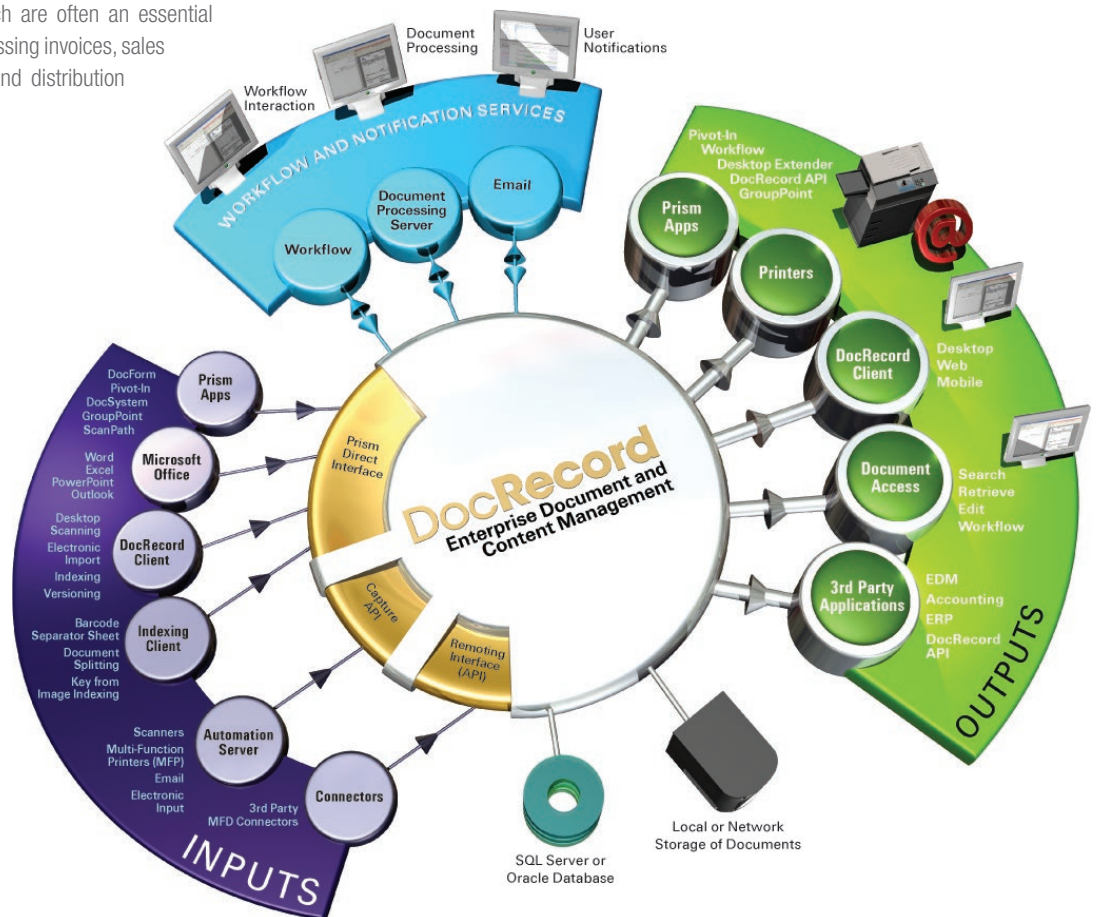 ch are often an essential
ssing invoices, sales
nd distribution
Document
Processing
User
Notifications
Workflow
Interaction
WORKFLOW AND NOTIFICATION SERVICES
Workflow
Document
Processing
Server
Email
Pivot-In
Workflow
Desktop Extender
DocRecord API
GroupPoint
Prism
Apps
Printers
@
DocRecord
Client
Desktop
Web
Mobile
Document
Access
Search
Retrieve
Edit
Workflow
3rd Party
Applications
EDM
Accounting
ERP
DocRecord
API
OUTPUTS
DocForm
Pivot-In
DocSystem
GroupPoint
ScanPath
Prism
Apps
Word
Excel
PowerPoint
Outlook
Microsoft
Office
Desktop
Scanning
Electronic
Import
Indexing
Versioning
DocRecord
Client
Barcode
Separator Sheet
Document
Splitting
Key from
Image Indexing
Indexing
Client
Scanners
Multi-Function
Printers (MFP)
Email
Electronic
Input
Automation
Server
3rd Party
MFD Connectors
Connectors
INPUTS
Prism
Direct
Interface
Capture
API
Remoting
Interface
(API)
DocRecord
Enterprise Document and
Content Management
SQL Server or
Oracle Database
Local or Network
Storage of Documents